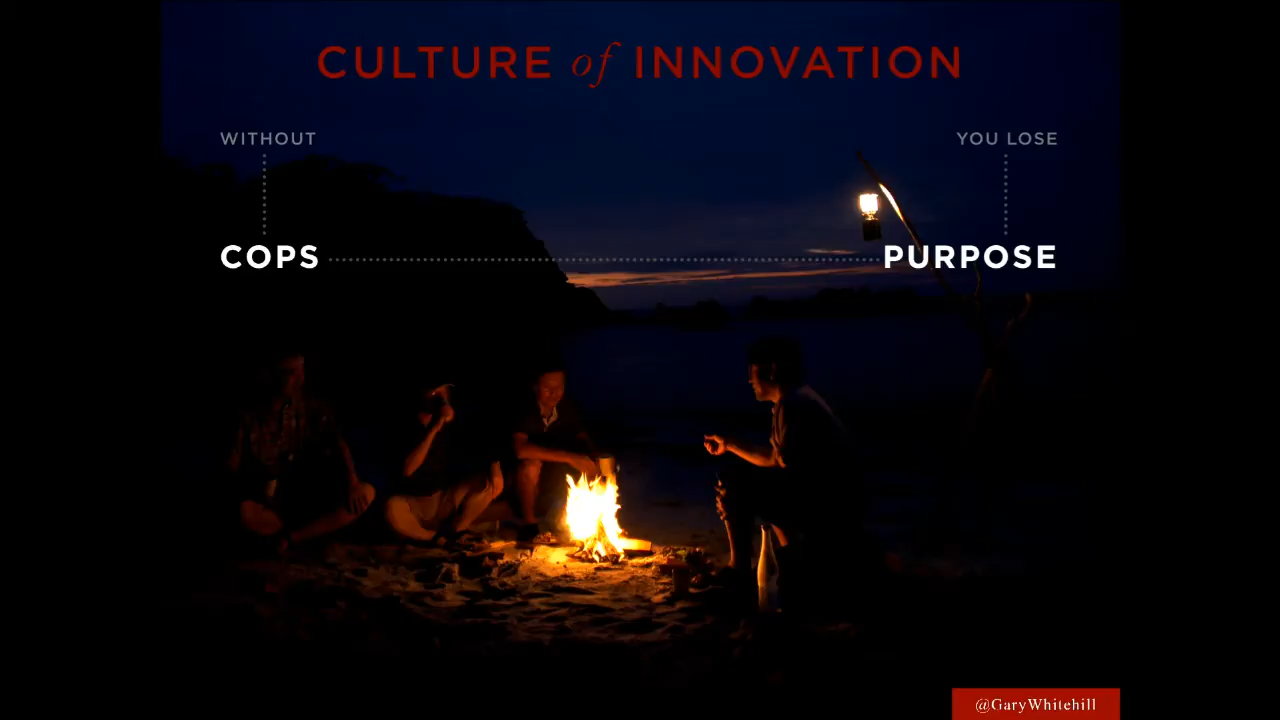 CULTURE of INNOVATION
WITHOUT
YOU LOSE
COPS
PURPOSE
@GaryWhitehill